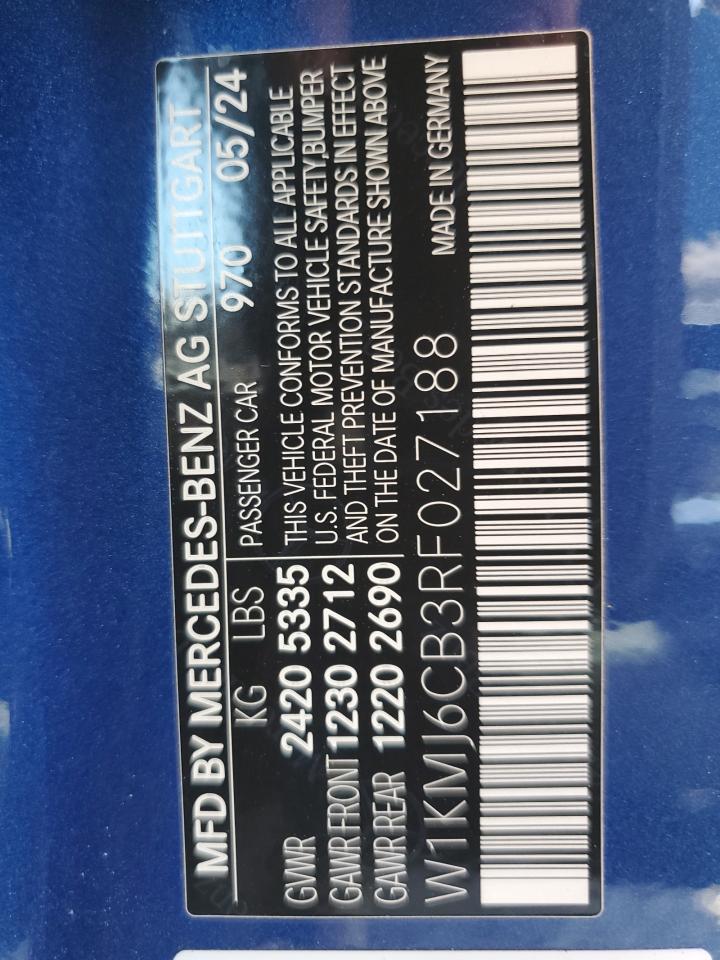 MFD BY MERCEDES-BENZ AG STUTTGART
KG LBS PASSENGER CAR 970 05/24
GVWR 2420 5335 THIS VEHICLE CONFORMS TO ALL APPLICABLE
GAWR FRONT 1230 2712 U.S. FEDERAL MOTOR VEHICLE SAFETY,BUMPER
GAWR REAR 1220 2690 AND THEFT PREVENTION STANDARDS IN EFFECT
ON THE DATE OF MANUFACTURE SHOWN ABOVE
W1KMJ6CB3RF027188 MADE IN GERMANY